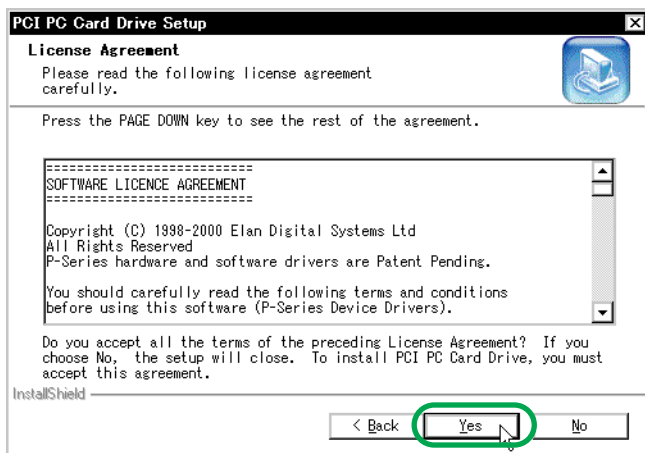 PCI PC Card Drive Setup
License Agreement
Please read the following license agreement
carefully.
Press the PAGE DOWN key to see the rest of the agreement.
===========================
SOFTWARE LICENCE AGREEMENT
===========================
Copyright (C) 1998-2000 Elan Digital Systems Ltd
All Rights Reserved
P-Series hardware and software drivers are Patent Pending.
You should carefully read the following terms and conditions
before using this software (P-Series Device Drivers).
Do you accept all the terms of the preceding License Agreement?  If you
choose No,  the setup will close.  To install PCI PC Card Drive, you must
accept this agreement.
InstallShield
< Back
Yes
No